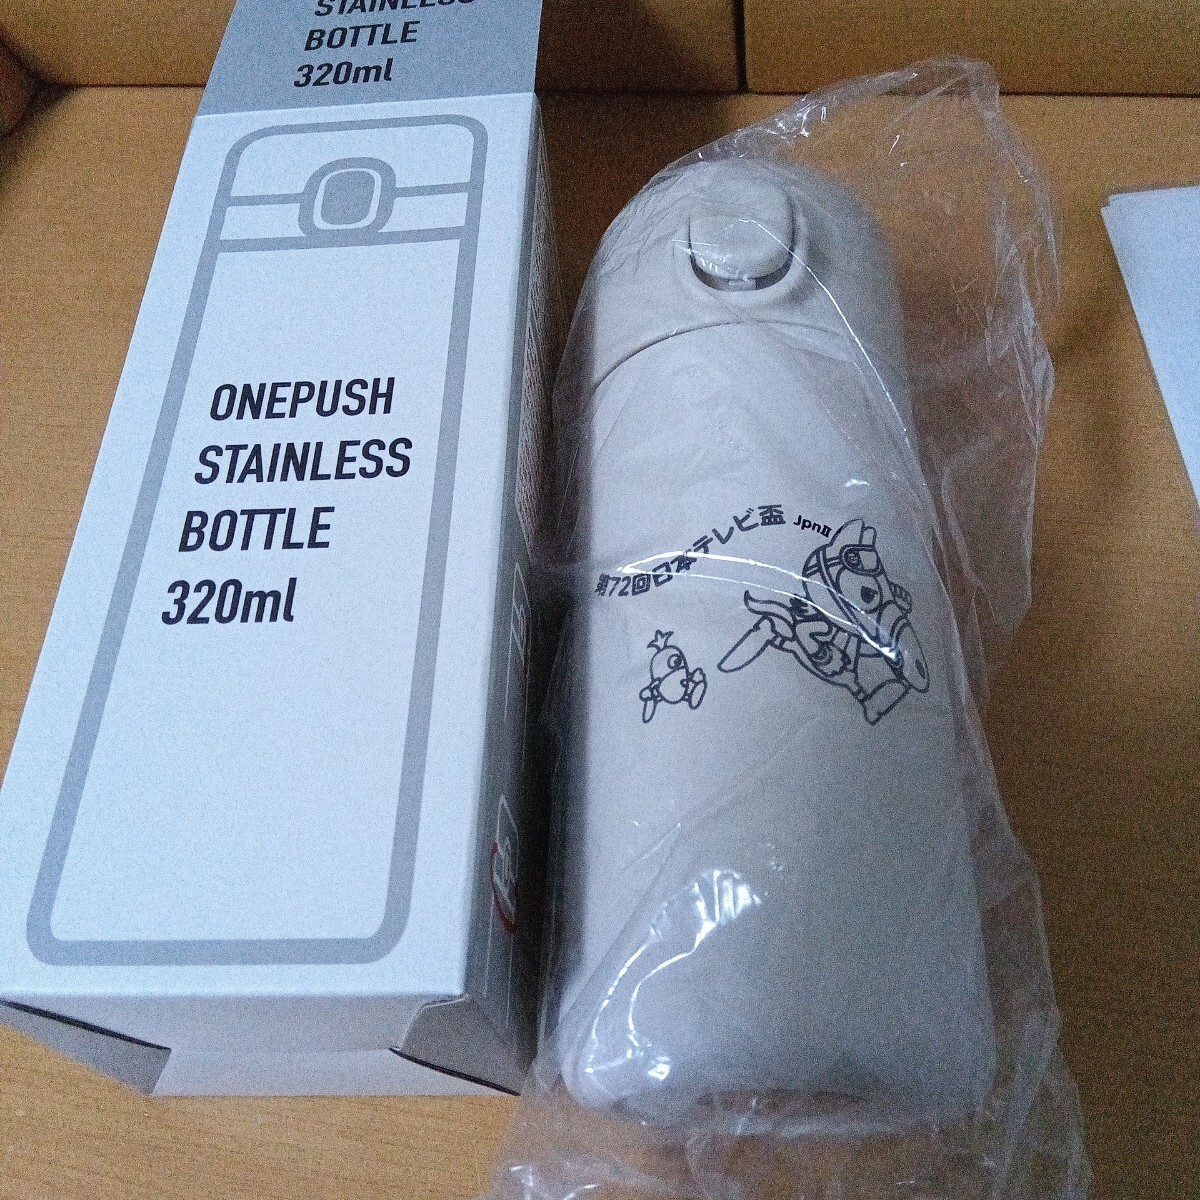 STAINLESS
BOTTLE
320ml
ONEPUSH
STAINLESS
BOTTLE
320ml
第72回日本テレビ盃 JpnⅡ